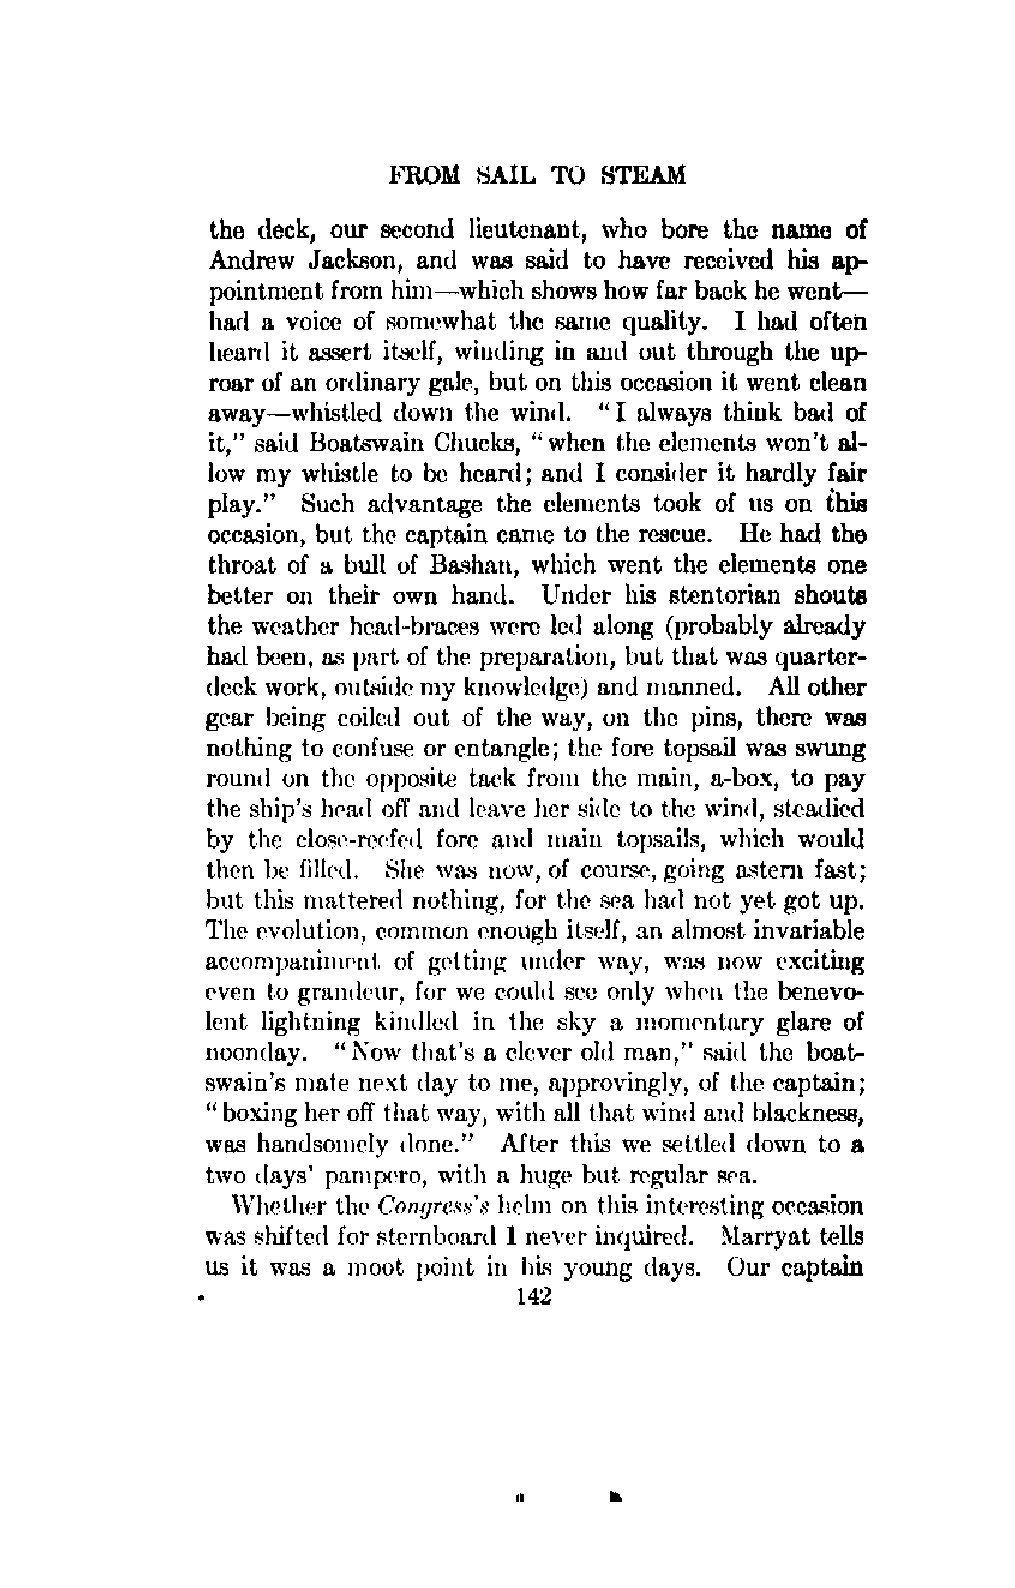 FROM SAIL TO STEAM
the deck, our second lieutenant, who bore the name of
Andrew Jackson, and was said to have received his ap-
pointment from him—which shows how far back he went—
had a voice of somewhat the same quality. I had often
heard it assert itself, winding in and out through the up-
roar of an ordinary gale, but on this occasion it went clean
away—whistled down the wind. “I always think bad of
it,” said Boatswain Chucks, “when the elements won't al-
low my whistle to be heard; and I consider it hardly fair
play.” Such advantage the elements took of us on this
occasion, but the captain came to the rescue. He had the
throat of a bull of Bashan, which went the elements one
better on their own hand. Under his stentorian shouts
the weather head-braces were led along (probably already
had been, as part of the preparation, but that was quarter-
deck work, outside my knowledge) and manned. All other
gear being coiled out of the way, on the pins, there was
nothing to confuse or entangle; the fore topsail was swung
round on the opposite tack from the main, a-box, to pay
the ship's head off and leave her side to the wind, steadied
by the close-reefed fore and main topsails, which would
then be filled. She was now, of course, going astern fast;
but this mattered nothing, for the sea had not yet got up.
The evolution, common enough itself, an almost invariable
accompaniment of getting under way, was now exciting
even to grandeur, for we could see only when the benevo-
lent lightning kindled in the sky a momentary glare of
noonday. “Now that's a clever old man,” said the boat-
swain's mate next day to me, approvingly, of the captain;
“boxing her off that way, with all that wind and blackness,
was handsomely done.” After this we settled down to a
two days' pampero, with a huge but regular sea.
Whether the Congress's helm on this interesting occasion
was shifted for sternboard I never inquired. Marryat tells
us it was a moot point in his young days. Our captain
142